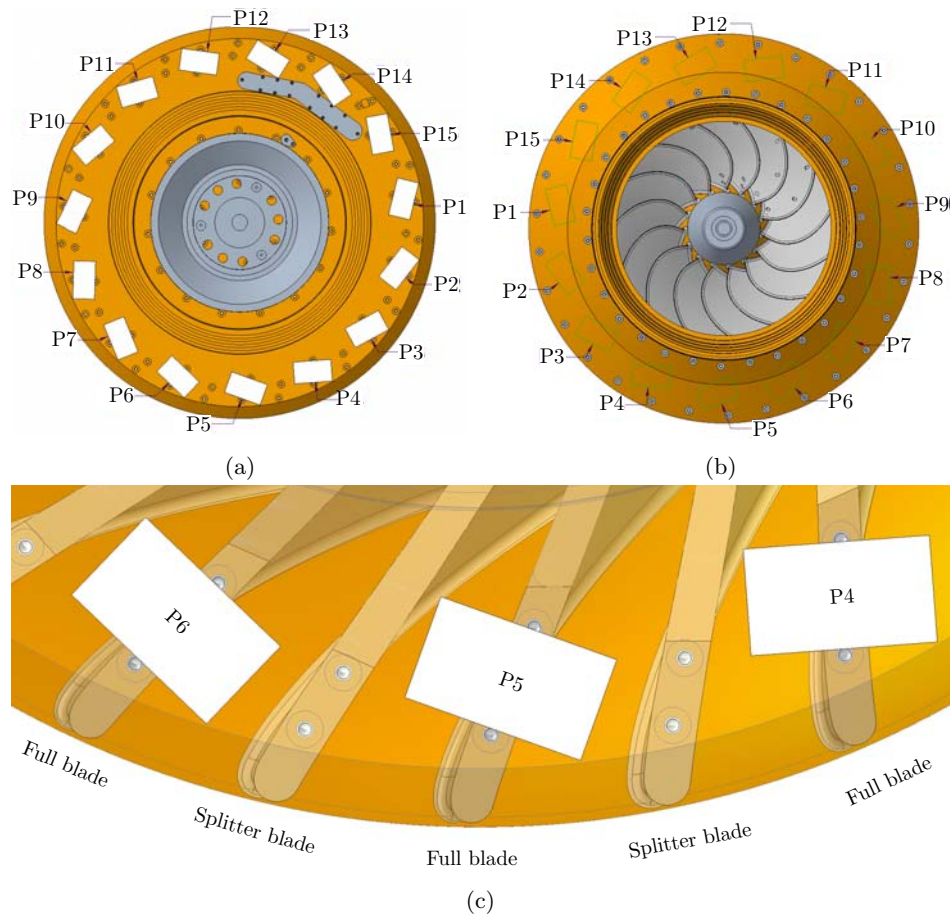 P12
P13
P11
P14
P10
P15
P9
P1
P8
P2
P7
P3
P6
P4
P5
(a)
P12
P13
P11
P14
P10
P15
P1
P9
P2
P8
P3
P7
P4
P6
P5
(b)
P6
P5
P4
Full blade
Splitter blade
Full blade
Splitter blade
Full blade
(c)